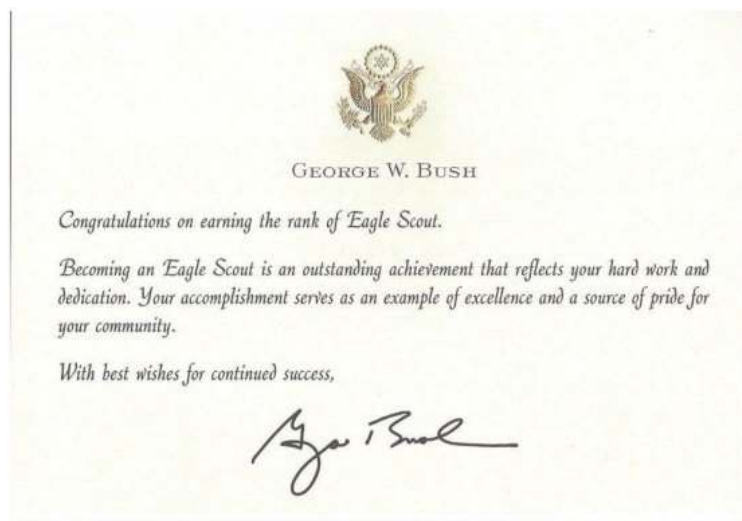 GEORGE W. BUSH
Congratulations on earning the rank of Eagle Scout.
Becoming an Eagle Scout is an outstanding achievement that reflects your hard work and
dedication. Your accomplishment serves as an example of excellence and a source of pride for
your community.
With best wishes for continued success,